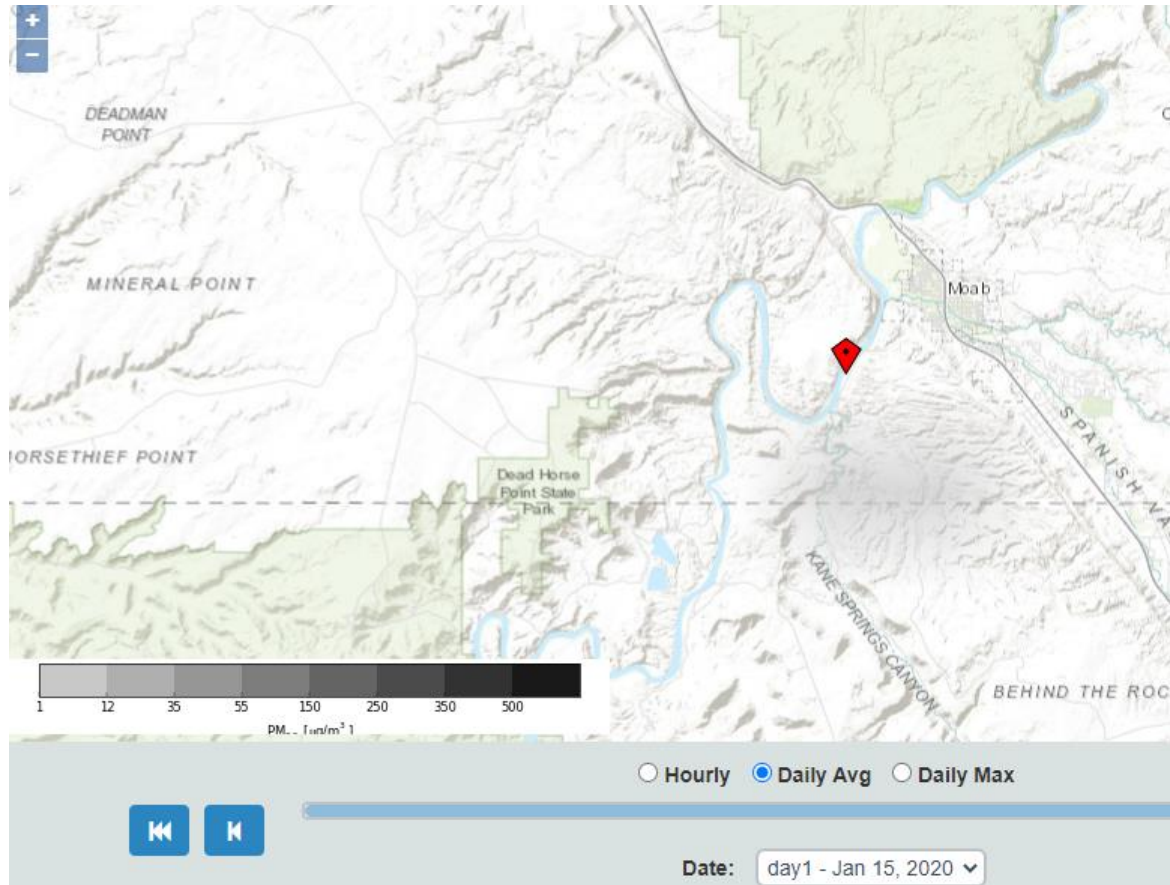 +
−
DEADMAN
POINT
MINERAL POINT
Moab
ORSETHIEF POINT
SPANISH VA
Dead Horse
Point State
Park
KANE SPRINGS CANYON
BEHIND THE ROC
1 12 35 55 150 250 350 500
Hourly Daily Avg Daily Max
Date: day1 - Jan 15, 2020